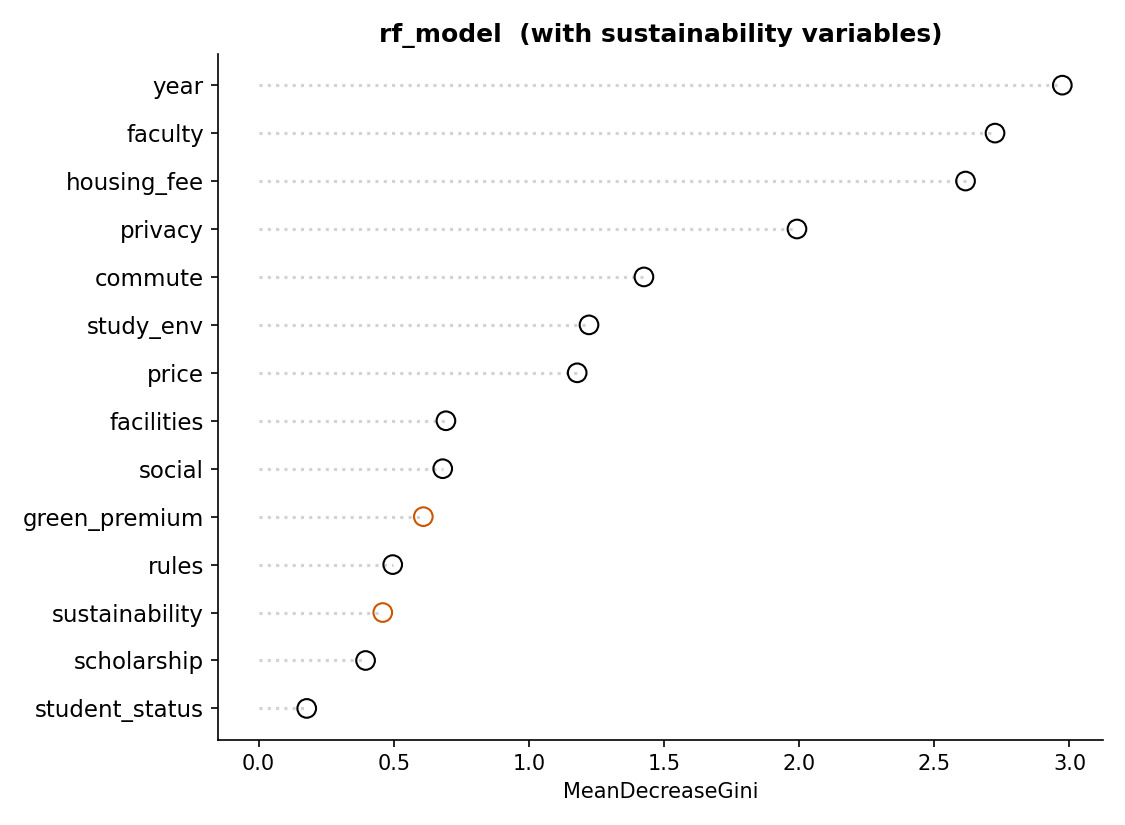 rf_model (with sustainability variables)
year
faculty
housing_fee
privacy
commute
study_env
price
facilities
social
green_premium
rules
sustainability
scholarship
student_status
0.0 0.5 1.0 1.5 2.0 2.5 3.0
MeanDecreaseGini